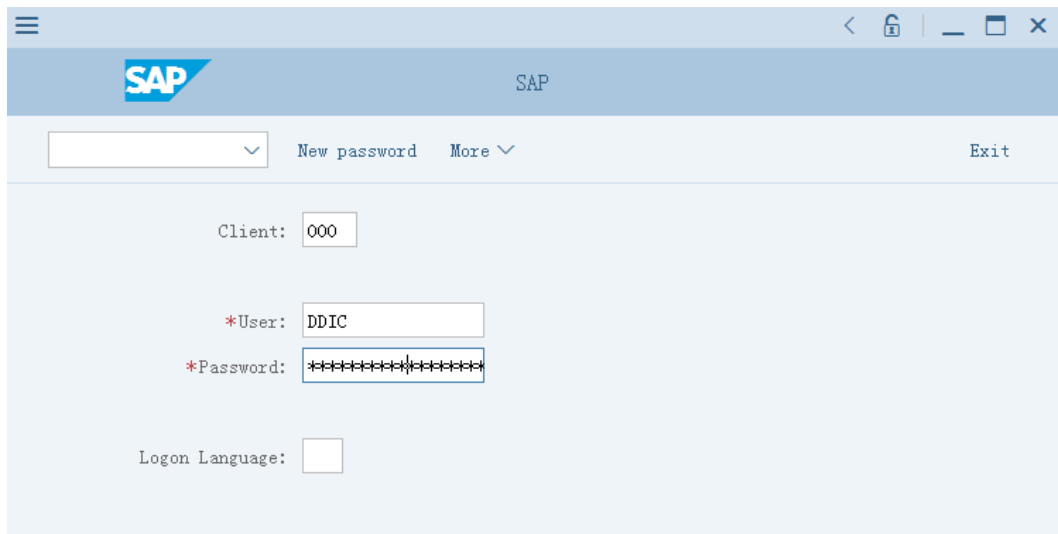 SAP SAP
New password More Exit
Client: 000
*User: DDIC
*Password: ********************
Logon Language: